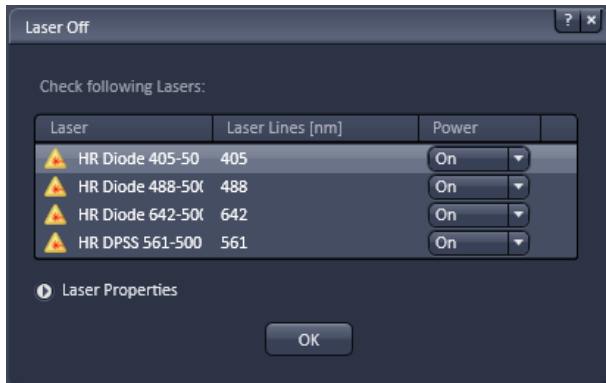 Laser Off ? ×
Check following Lasers:
Laser Laser Lines [nm] Power
HR Diode 405-50 405 On
HR Diode 488-50( 488 On
HR Diode 642-50( 642 On
HR DPSS 561-500 561 On
Laser Properties
OK